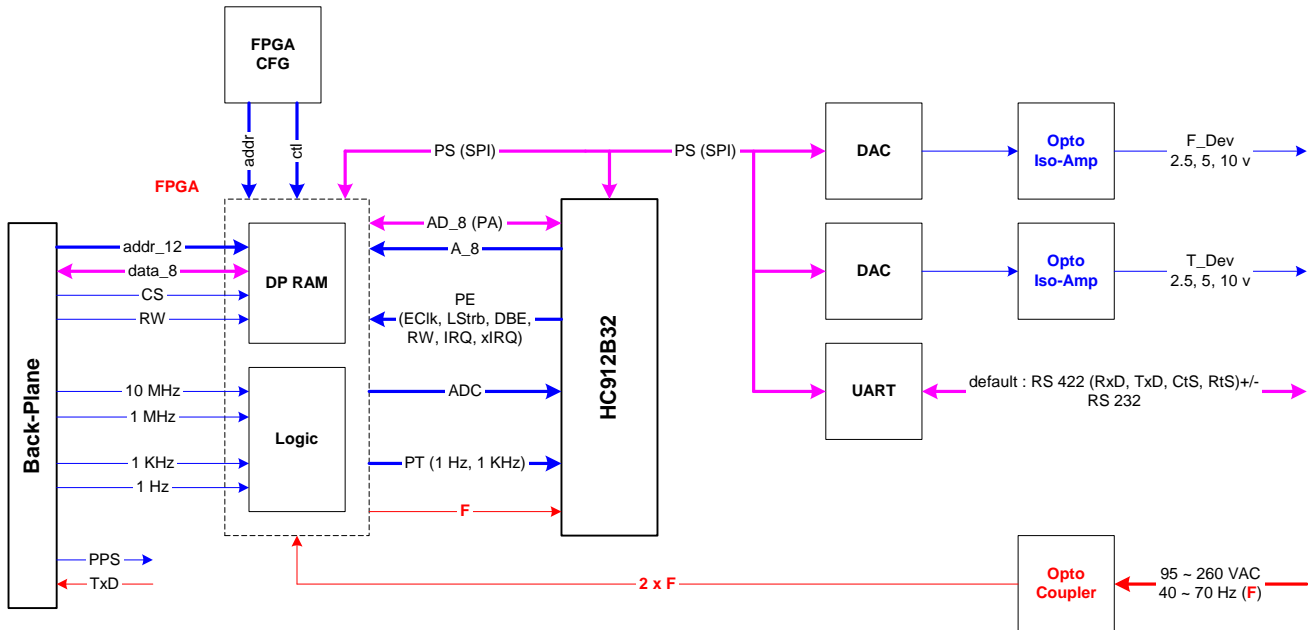 FPGA
CFG
addr
ctl
PS (SPI)
PS (SPI)
DAC
Opto
Iso-Amp
F_Dev
2.5, 5, 10 v
FPGA
Back-Plane
addr_12
data_8
CS
RW
DP RAM
AD_8 (PA)
A_8
PE
(EClk, LStrb, DBE,
RW, IRQ, xIRQ)
HC912B32
DAC
Opto
Iso-Amp
T_Dev
2.5, 5, 10 v
10 MHz
1 MHz
1 KHz
1 Hz
Logic
ADC
PT (1 Hz, 1 KHz)
F
UART
default : RS 422 (RxD, TxD, CtS, RtS)+/-
RS 232
PPS
TxD
2 x F
Opto
Coupler
95 ~ 260 VAC
40 ~ 70 Hz (F)